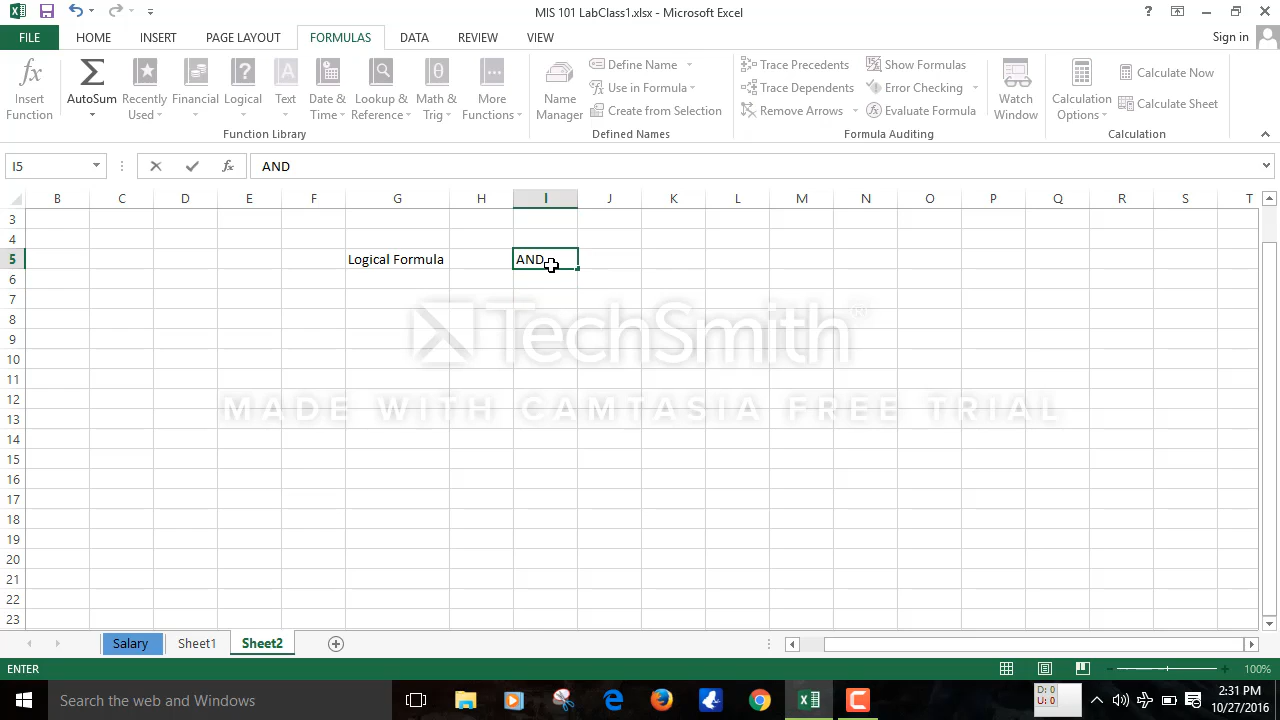 MIS 101 LabClass1.xlsx - Microsoft Excel
?
FILE HOME INSERT PAGE LAYOUT FORMULAS DATA REVIEW VIEW
Sign in
Insert Function
AutoSum
Recently Used
Financial
Logical
Text
Date & Time
Lookup & Reference
Math & Trig
More Functions
Function Library
Name Manager
Define Name
Use in Formula
Create from Selection
Defined Names
Trace Precedents
Trace Dependents
Remove Arrows
Show Formulas
Error Checking
Evaluate Formula
Formula Auditing
Watch Window
Calculation Options
Calculate Now
Calculate Sheet
Calculation
I5 fx AND
B C D E F G H I J K L M N O P Q R S T
3
4
5 Logical Formula AND
6
7
8
9
10
11
12
13
14
15
16
17
18
19
20
21
22
23
TechSmith
MADE WITH CAMTASIA FREE TRIAL
Salary Sheet1 Sheet2
ENTER
100%
Search the web and Windows
D: 0
U: 0
2:31 PM
10/27/2016